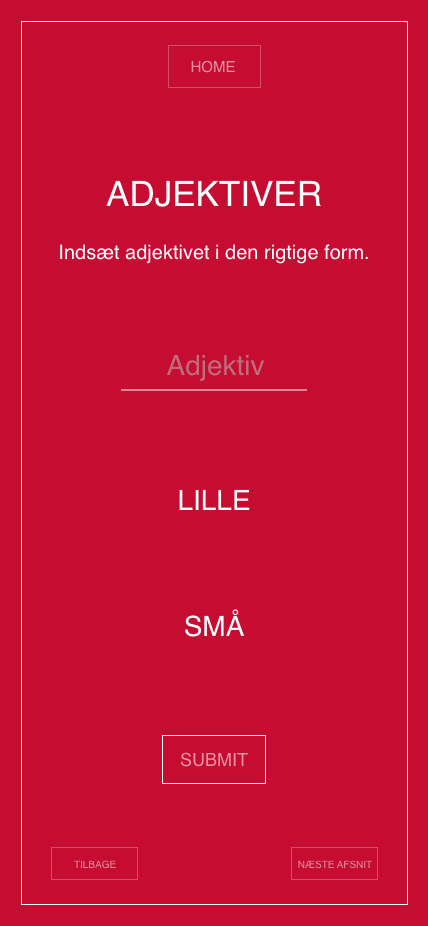 HOME
ADJEKTIVER
Indsæt adjektivet i den rigtige form.
Adjektiv
LILLE
SMÅ
SUBMIT
TILBAGE
NÆSTE AFSNIT